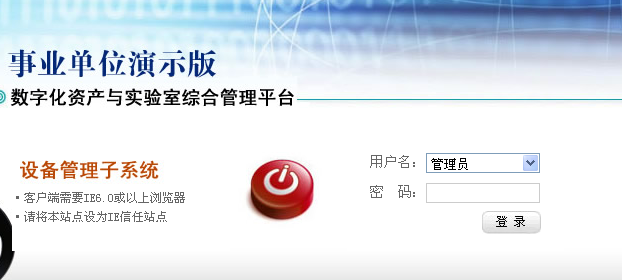 事业单位演示版
数字化资产与实验室综合管理平台
设备管理子系统
• 客户端需要IE6.0或以上浏览器
• 请将本站点设为IE信任站点
用户名： 管理员
密 码：
登 录